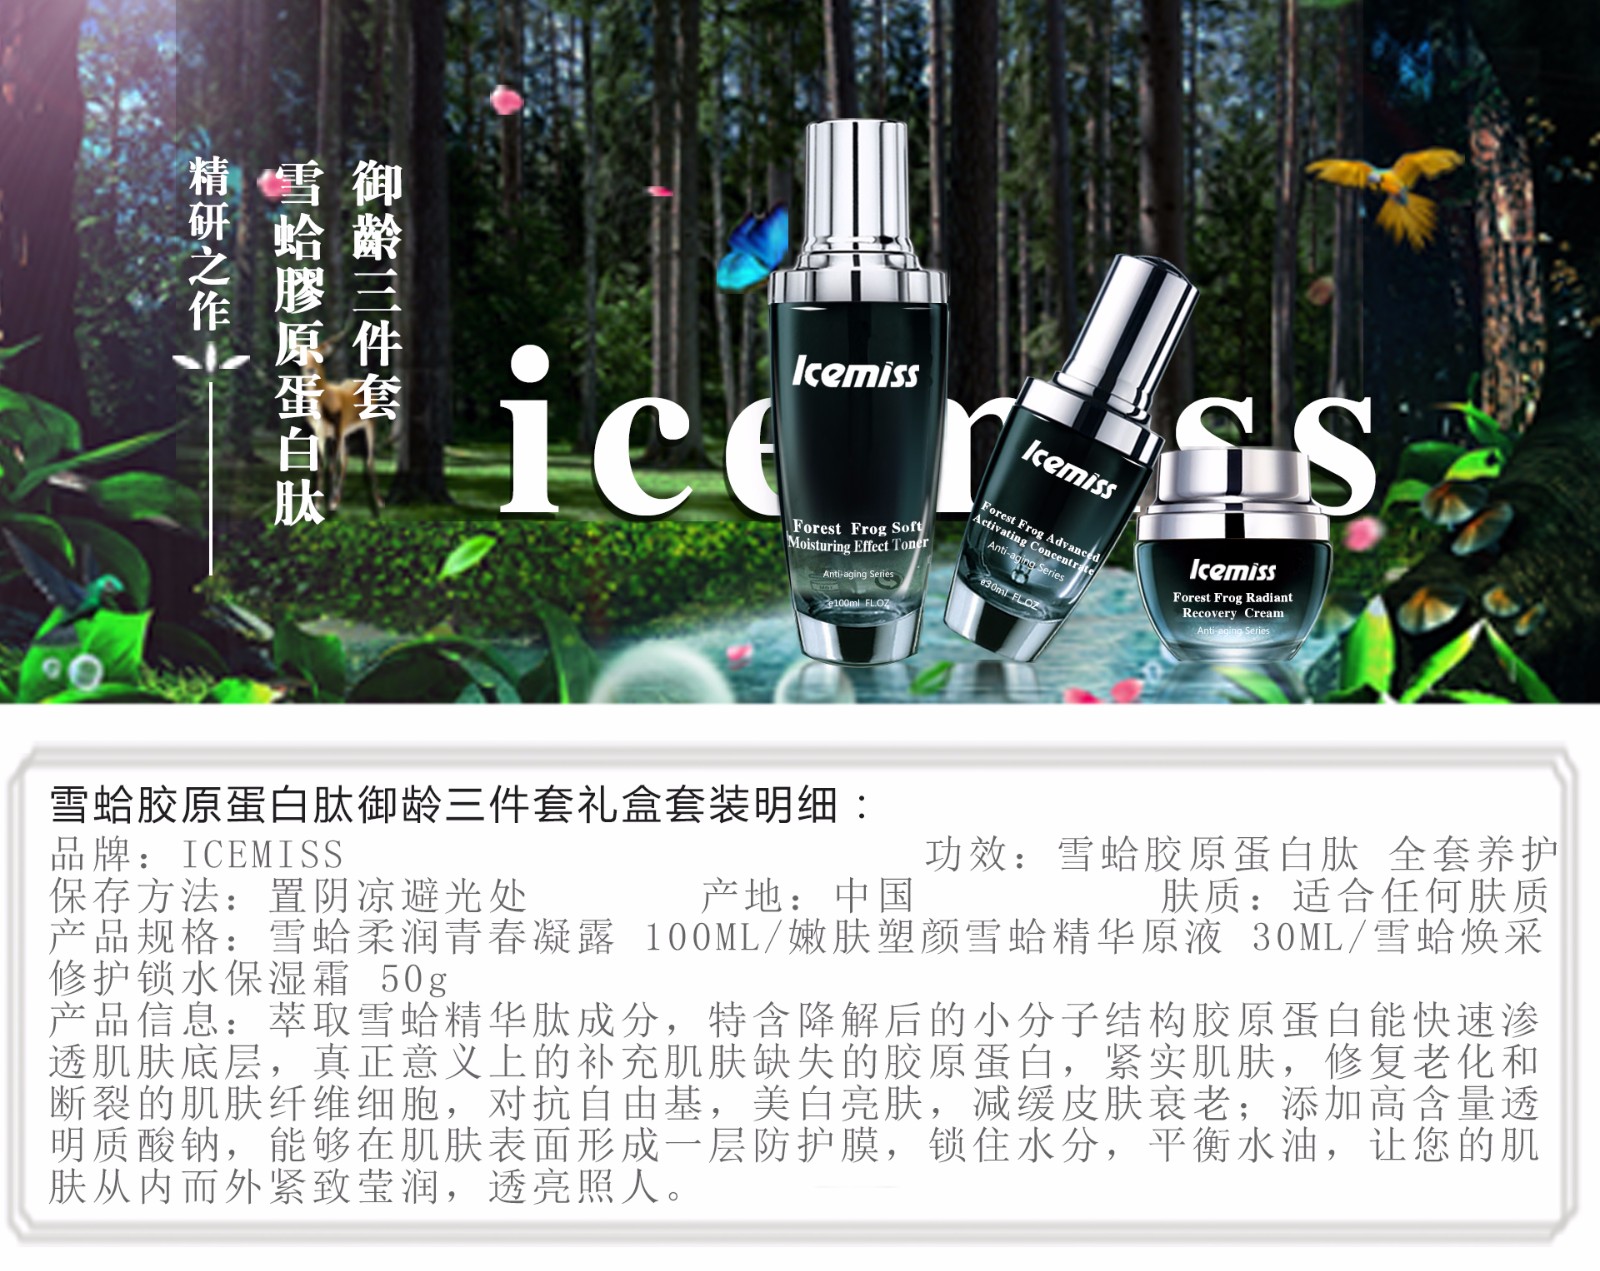 御齡三件套
雪蛤膠原蛋白肽
精研之作
icemiss
Icemiss
Forest Frog Soft
Moisturing Effect Toner
Anti-aging Series
e100ml FL.OZ
Icemiss
Forest Frog Advanced
Activating Concentrate
Anti-aging Series
e30ml FL.OZ
Icemiss
Forest Frog Radiant
Recovery Cream
Anti-aging Series
雪蛤胶原蛋白肽御龄三件套礼盒套装明细：
品牌：ICEMISS 功效：雪蛤胶原蛋白肽 全套养护
保存方法：置阴凉避光处 产地：中国 肤质：适合任何肤质
产品规格：雪蛤柔润青春凝露 100ML/嫩肤塑颜雪蛤精华原液 30ML/雪蛤焕采
修护锁水保湿霜 50g
产品信息：萃取雪蛤精华肽成分，特含降解后的小分子结构胶原蛋白能快速渗
透肌肤底层，真正意义上的补充肌肤缺失的胶原蛋白，紧实肌肤，修复老化和
断裂的肌肤纤维细胞，对抗自由基，美白亮肤，减缓皮肤衰老；添加高含量透
明质酸钠，能够在肌肤表面形成一层防护膜，锁住水分，平衡水油，让您的肌
肤从内而外紧致莹润，透亮照人。